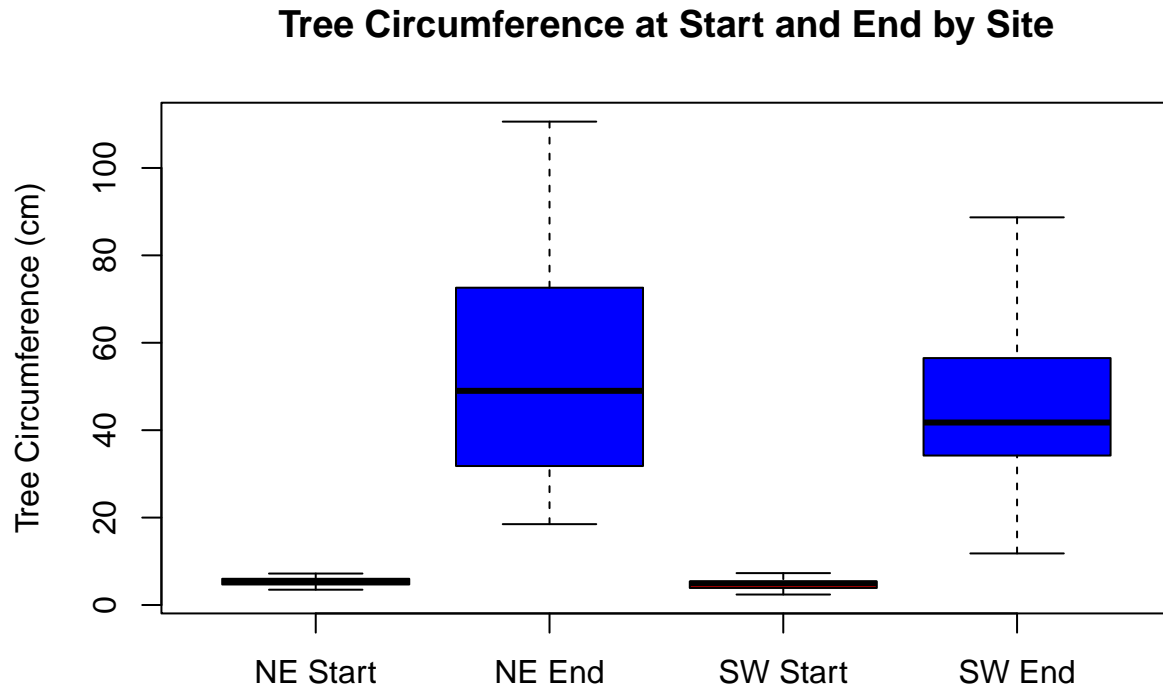 Tree Circumference at Start and End by Site
Tree Circumference (cm)
100
80
60
40
20
0
NE Start NE End SW Start SW End